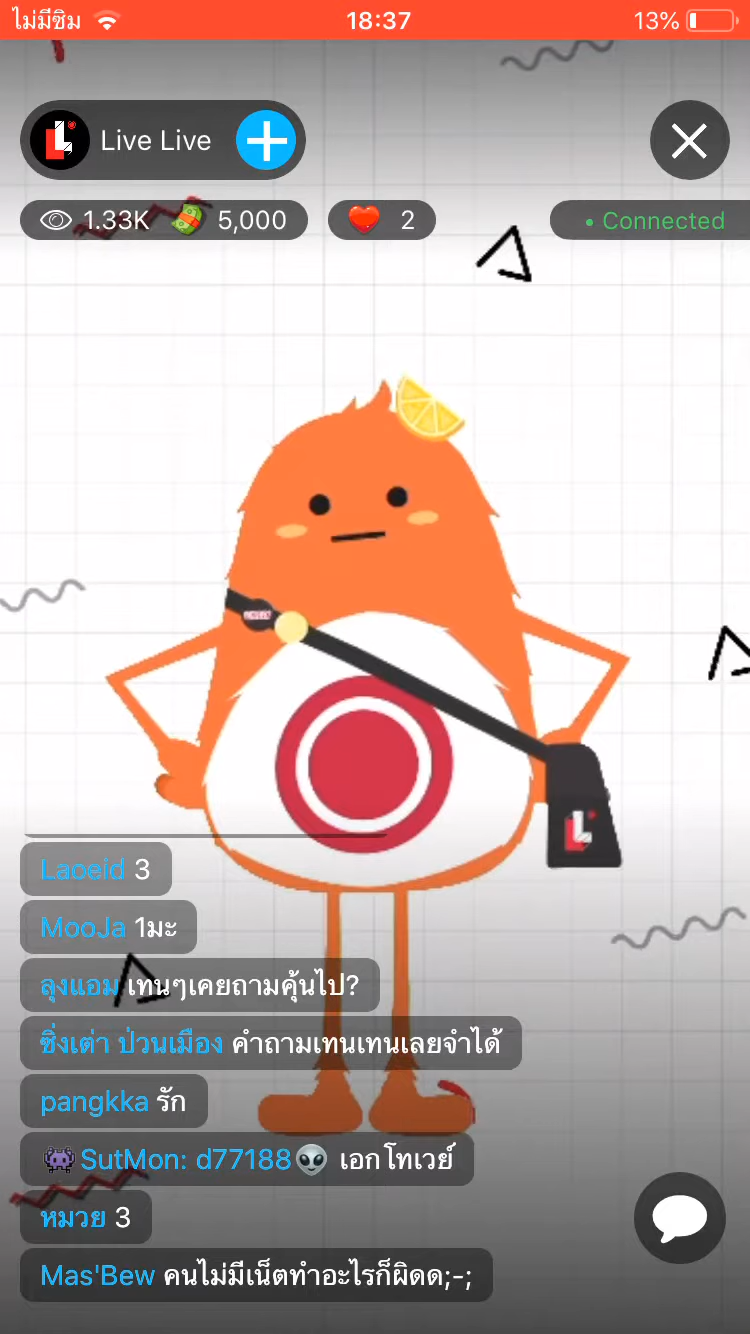 ไม่มีซิม 18:37 13%
Live Live
1.33K 5,000 2 • Connected
Laoeid 3
MooJa 1มะ
ลุงแอม เทนๆเคยถามคุ้นไป?
ซิ่งเต่า ป่วนเมือง คำถามเทนเทนเลยจำได้
pangkka รัก
👾SutMon: d77188👽 เอกโทเวย์
หมวย 3
Mas'Bew คนไม่มีเน็ตทำอะไรก็ผิดด;-;